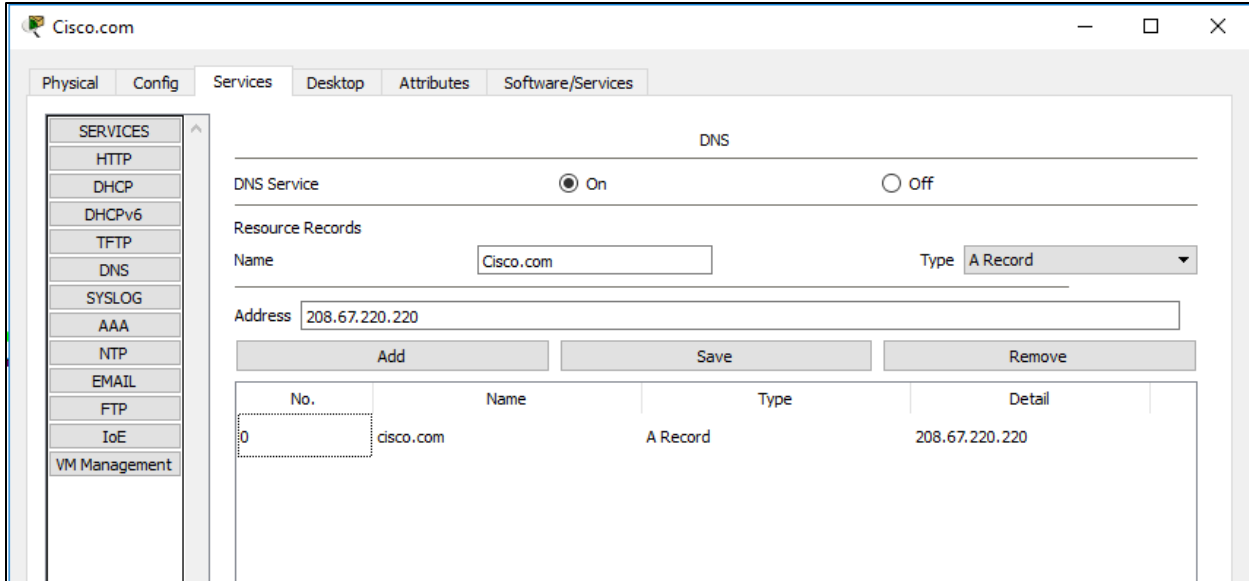 Cisco.com
Physical Config Services Desktop Attributes Software/Services
SERVICES
HTTP
DHCP
DHCPv6
TFTP
DNS
SYSLOG
AAA
NTP
EMAIL
FTP
IoE
VM Management
DNS
DNS Service On Off
Resource Records
Name Cisco.com Type A Record
Address 208.67.220.220
Add Save Remove
No. Name Type Detail
0 cisco.com A Record 208.67.220.220